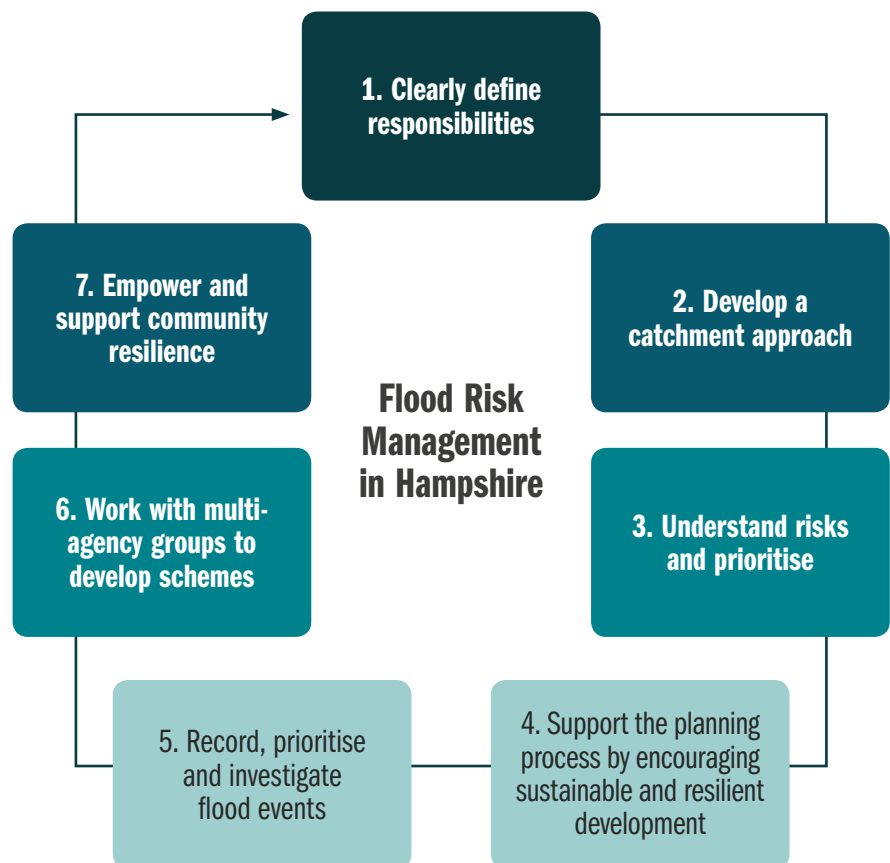 1. Clearly define
responsibilities
2. Develop a
catchment approach
3. Understand risks
and prioritise
4. Support the planning
process by encouraging
sustainable and resilient
development
5. Record, prioritise
and investigate
flood events
6. Work with multi-
agency groups to
develop schemes
7. Empower and
support community
resilience
Flood Risk
Management
in Hampshire